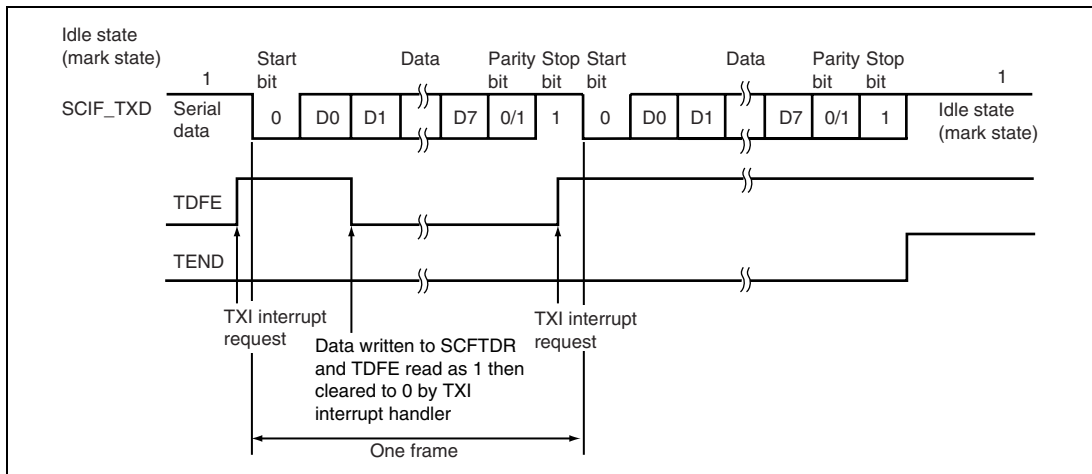 Idle state
(mark state)
Start
bit
Data
Parity Stop
bit bit
Start
bit
Data
Parity Stop
bit bit
1
1
SCIF_TXD
Serial
data
0
D0
D1
D7
0/1
1
0
D0
D1
D7
0/1
1
Idle state
(mark state)
TDFE
TEND
TXI interrupt
request
Data written to SCFTDR
and TDFE read as 1 then
cleared to 0 by TXI
interrupt handler
TXI interrupt
request
One frame